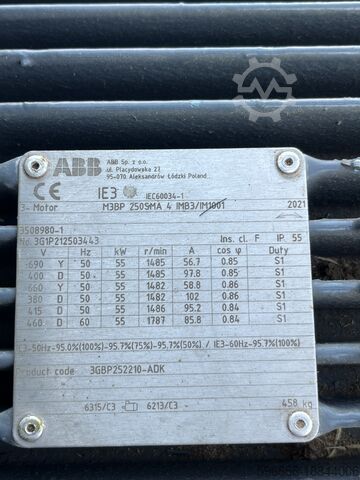 ABB
ABB Sp. z o.o.
ul. Placydowska 27
95-070 Aleksandrów Łódzki Poland
CE IE3 IEC60034-1
3~ Motor M3BP 250SMA 4 IMB3/IM1001 2021
3508980-1
No. 3G1P212503443 Ins. cl. F IP 55
V Hz kW r/min A cos φ Duty
690 Y 50 55 1485 56.7 0.85 S1
400 D 50 55 1485 97.8 0.85 S1
660 Y 50 55 1482 58.8 0.86 S1
380 D 50 55 1482 102 0.86 S1
415 D 50 55 1486 95.2 0.84 S1
460 D 60 55 1787 85.8 0.84 S1
E3-50Hz-95.0%(100%)-95.7%(75%)-95.7%(50%) / IE3-60Hz-95.7%(100%)
Product code 3GBP252210-ADK
6315/C3 6213/C3 458 kg